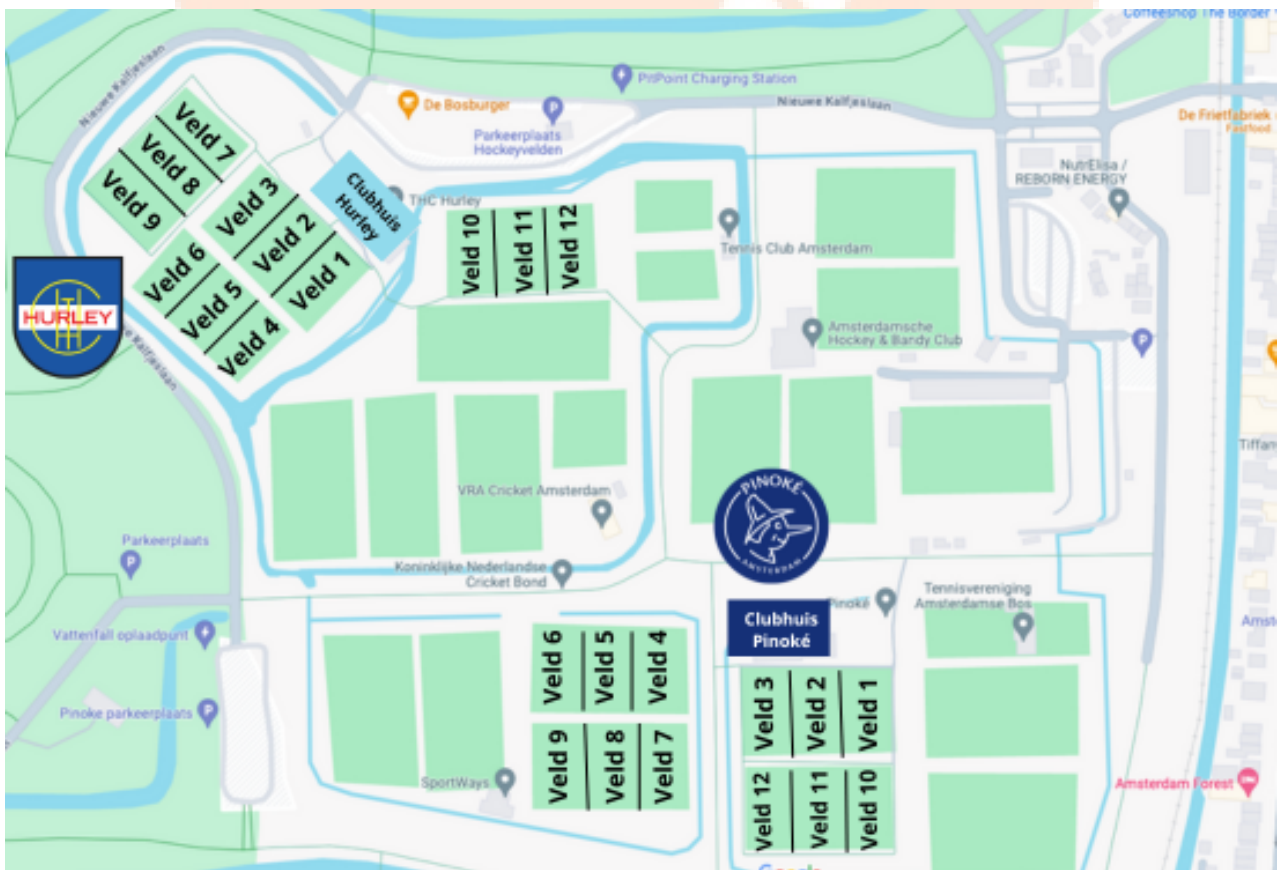 Coffeeshop The Border
Nieuwe Kalfjeslaan
PitPoint Charging Station
De Bosburger
Nieuwe Kalfjeslaan
Parkeerplaats
Hockeyvelden
De Frietfabriek
Fastfood
Veld 7
Veld 8
Veld 9
Veld 3
Veld 2
Veld 1
Veld 6
Veld 5
Veld 4
Clubhuis
Hurley
THC Hurley
Veld 10
Veld 11
Veld 12
NutrElisa /
REBORN ENERGY
Tennis Club Amsterdam
HURLEY
we Kalfjeslaan
Amsterdamsche
Hockey & Bandy Club
P
Tiffan
VRA Cricket Amsterdam
PINOKÉ
AMSTERDAM
Parkeerplaats
Koninklijke Nederlandse
Cricket Bond
Tennisvereniging
Amsterdamse Bos
Pinoké
Clubhuis
Pinoké
Amst
Vattenfall oplaadpunt
Veld 6
Veld 5
Veld 4
Veld 3
Veld 2
Veld 1
Pinoke parkeerplaats
Veld 9
Veld 8
Veld 7
SportWays
Veld 12
Veld 11
Veld 10
Amsterdam Forest